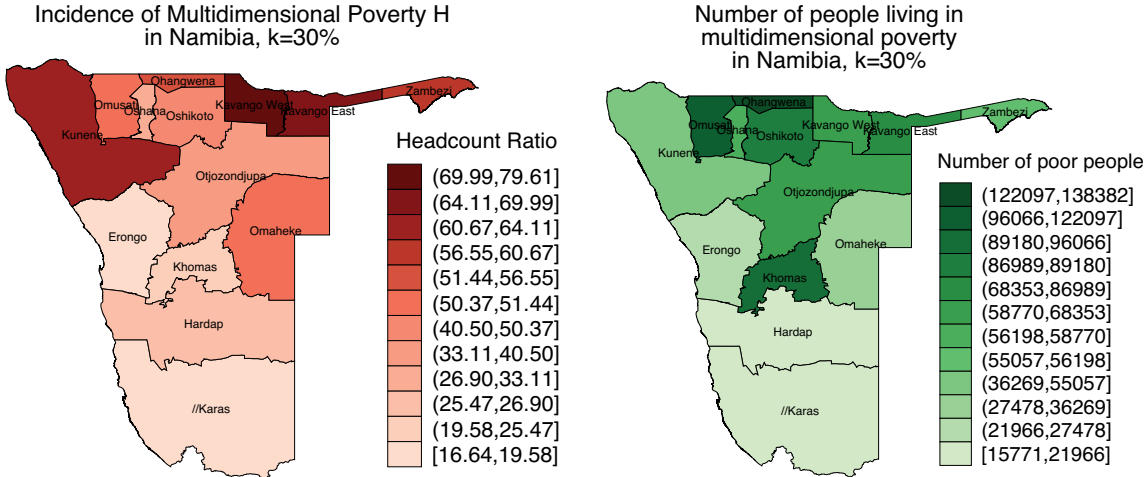 Incidence of Multidimensional Poverty H
in Namibia, k=30%
Ohangwena
Zambezi
Omusati
Oshana
Kavango West
Kavango East
Oshikoto
Kunene
Otjozondjupa
Erongo
Omaheke
Khomas
Hardap
//Karas
Headcount Ratio
(69.99,79.61]
(64.11,69.99]
(60.67,64.11]
(56.55,60.67]
(51.44,56.55]
(50.37,51.44]
(40.50,50.37]
(33.11,40.50]
(26.90,33.11]
(25.47,26.90]
(19.58,25.47]
[16.64,19.58]
Number of people living in
multidimensional poverty
in Namibia, k=30%
Ohangwena
Zambezi
Omusati
Oshana
Kavango West
Kavango East
Oshikoto
Kunene
Otjozondjupa
Erongo
Omaheke
Khomas
Hardap
//Karas
Number of poor people
(122097,138382]
(96066,122097]
(89180,96066]
(86989,89180]
(68353,86989]
(58770,68353]
(56198,58770]
(55057,56198]
(36269,55057]
(27478,36269]
(21966,27478]
[15771,21966]